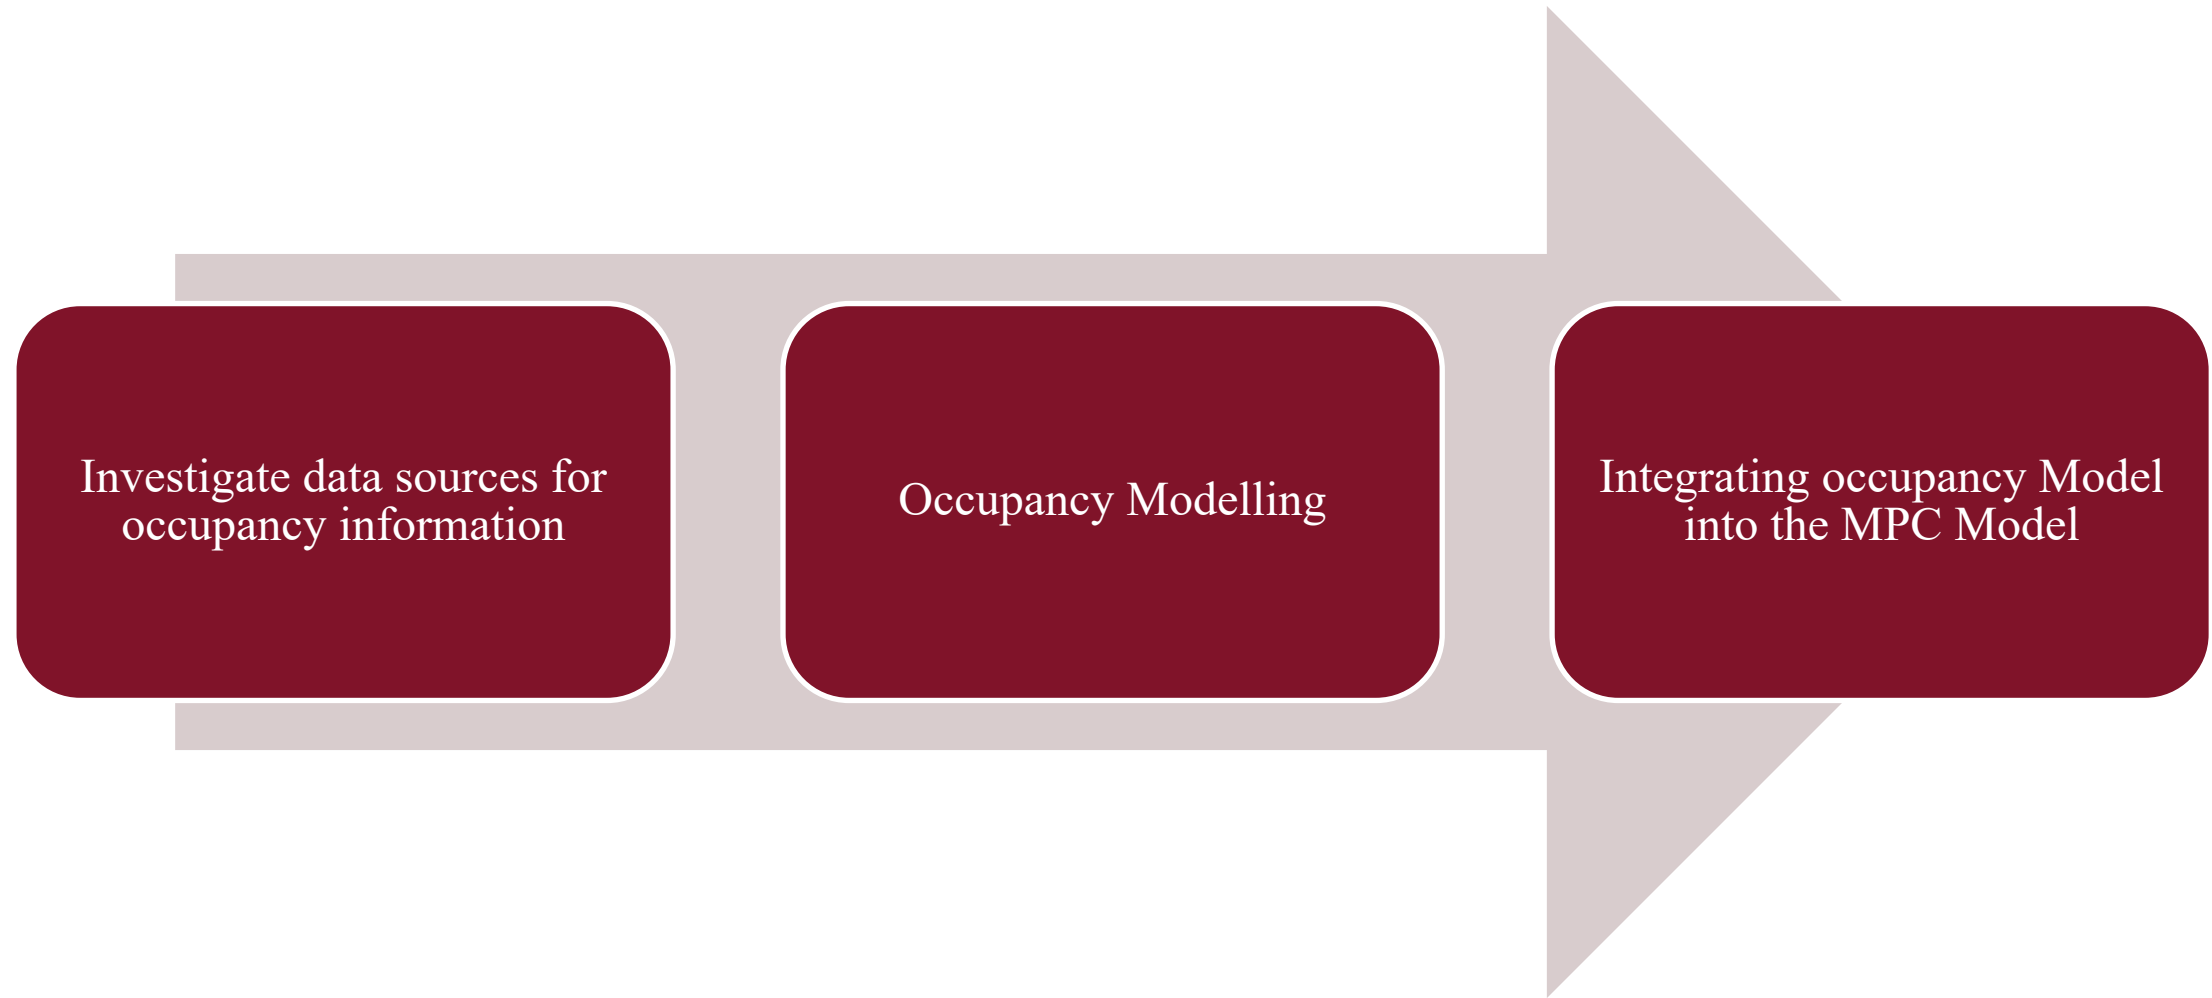 Investigate data sources for
occupancy information
Occupancy Modelling
Integrating occupancy Model
into the MPC Model